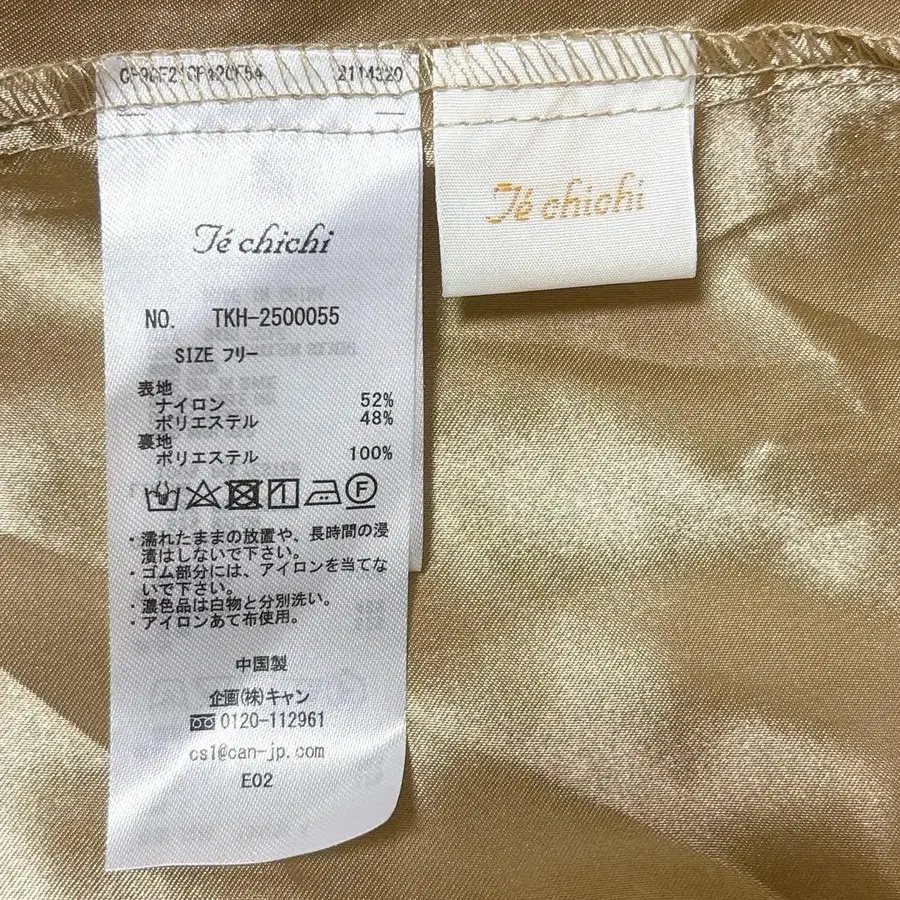 2114320
Té chichi
Té chichi
NO. TKH-2500055
SIZE フリー
表地
ナイロン 52%
ポリエステル 48%
裏地
ポリエステル 100%
・濡れたままの放置や、長時間の浸
漬はしないで下さい。
・ゴム部分には、アイロンを当てな
いで下さい。
・濃色品は白物と分別洗い。
・アイロンあて布使用。
中国製
企画(株)キャン
0120-112961
cs1@can-jp.com
E02